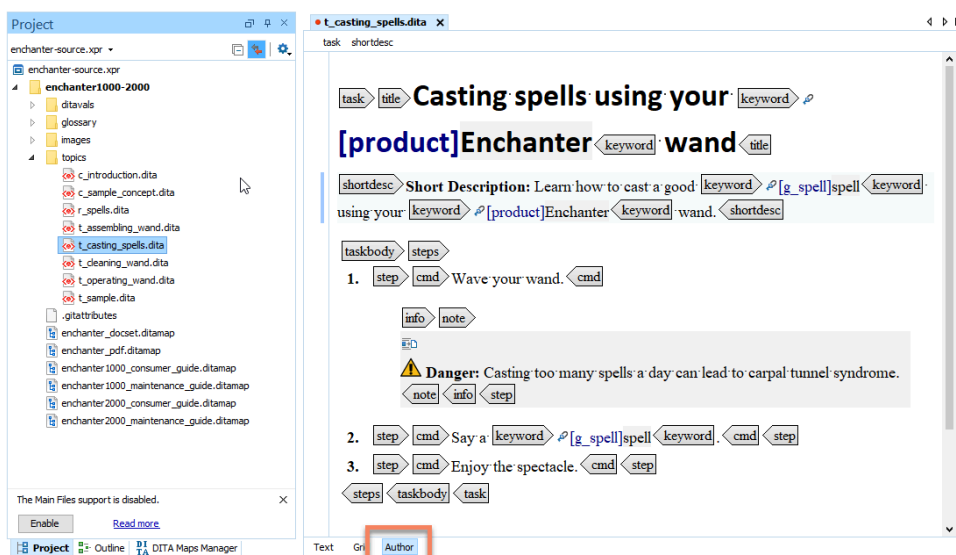 Project
enchanter-source.xpr
enchanter-source.xpr
enchanter1000-2000
ditavals
glossary
images
topics
c_introduction.dita
c_sample_concept.dita
r_spells.dita
t_assembling_wand.dita
t_casting_spells.dita
t_cleaning_wand.dita
t_operating_wand.dita
t_sample.dita
.gitattributes
enchanter_docset.ditamap
enchanter_pdf.ditamap
enchanter1000_consumer_guide.ditamap
enchanter1000_maintenance_guide.ditamap
enchanter2000_consumer_guide.ditamap
enchanter2000_maintenance_guide.ditamap
The Main Files support is disabled.
Enable Read more
Project Outline DITA DITA Maps Manager
t_casting_spells.dita
task shortdesc
task title Casting spells using your keyword
[product]Enchanter keyword wand title
shortdesc Short Description: Learn how to cast a good keyword [g_spell]spell keyword
using your keyword [product]Enchanter keyword wand. shortdesc
taskbody steps
1. step cmd Wave your wand. cmd
info note
Danger: Casting too many spells a day can lead to carpal tunnel syndrome.
note info step
2. step cmd Say a keyword [g_spell]spell keyword . cmd step
3. step cmd Enjoy the spectacle. cmd step
steps taskbody task
Text Author